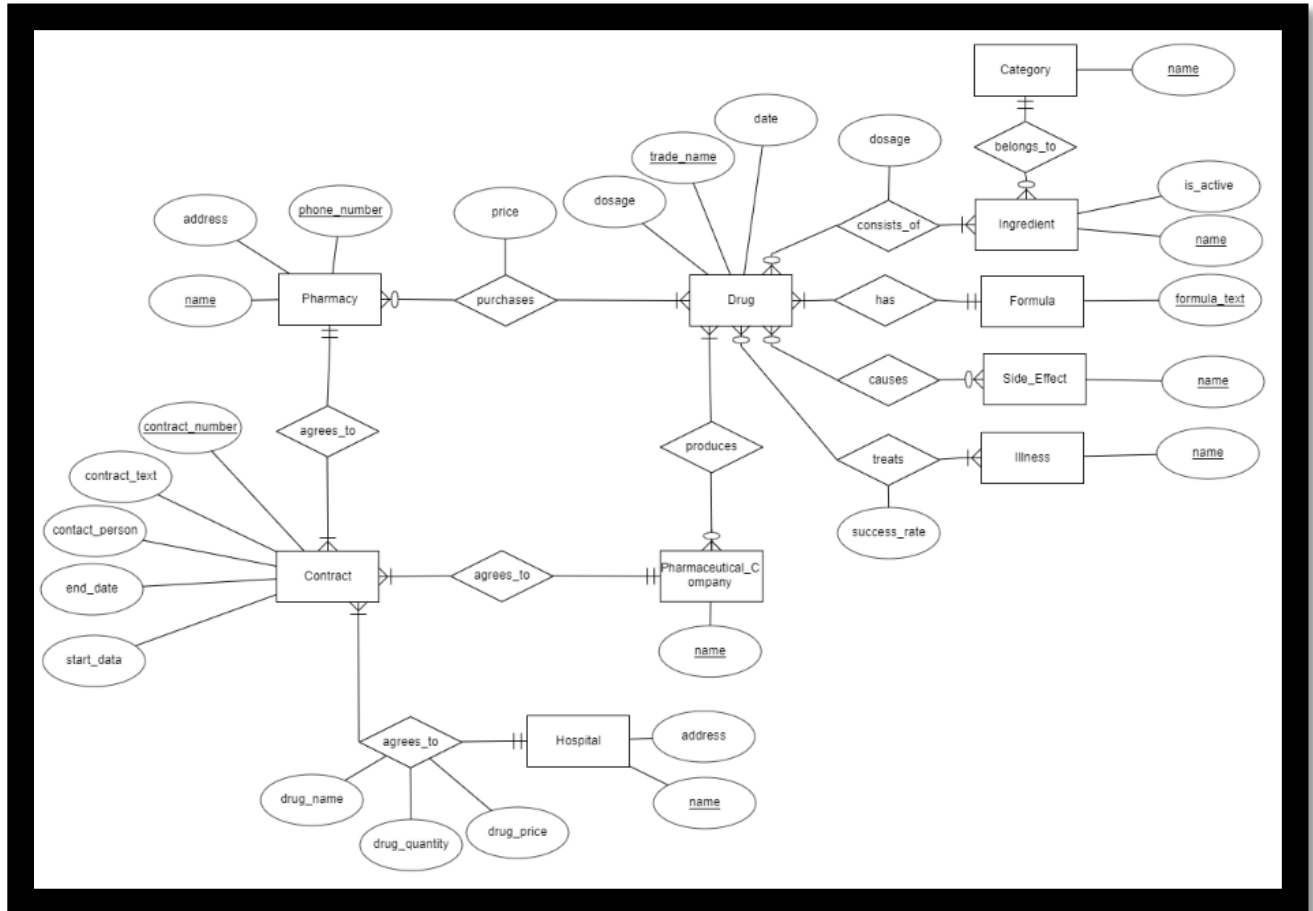 Category
name
date
dosage
trade_name
belongs_to
is_active
address
phone_number
price
dosage
consists_of
Ingredient
name
name
Pharmacy
purchases
Drug
has
Formula
formula_text
causes
Side_Effect
name
contract_number
agrees_to
produces
treats
Illness
name
contract_text
contact_person
success_rate
end_date
Contract
agrees_to
Pharmaceutical_C
ompany
start_data
name
agrees_to
Hospital
address
drug_name
drug_quantity
drug_price
name